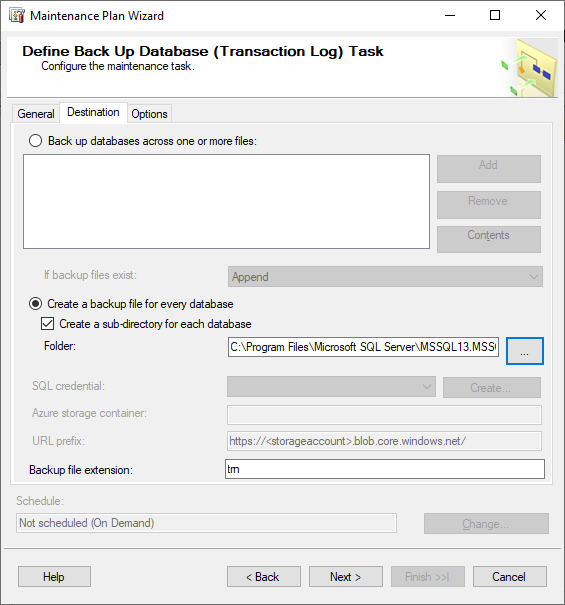 Maintenance Plan Wizard
Define Back Up Database (Transaction Log) Task
Configure the maintenance task.
General Destination Options
Back up databases across one or more files:
Add
Remove
Contents
If backup files exist: Append
Create a backup file for every database
Create a sub-directory for each database
Folder: C:\Program Files\Microsoft SQL Server\MSSQL13.MSS ...
SQL credential: Create...
Azure storage container:
URL prefix: https://<storageaccount>.blob.core.windows.net/
Backup file extension: trn
Schedule:
Not scheduled (On Demand) Change...
Help < Back Next > Finish >>| Cancel